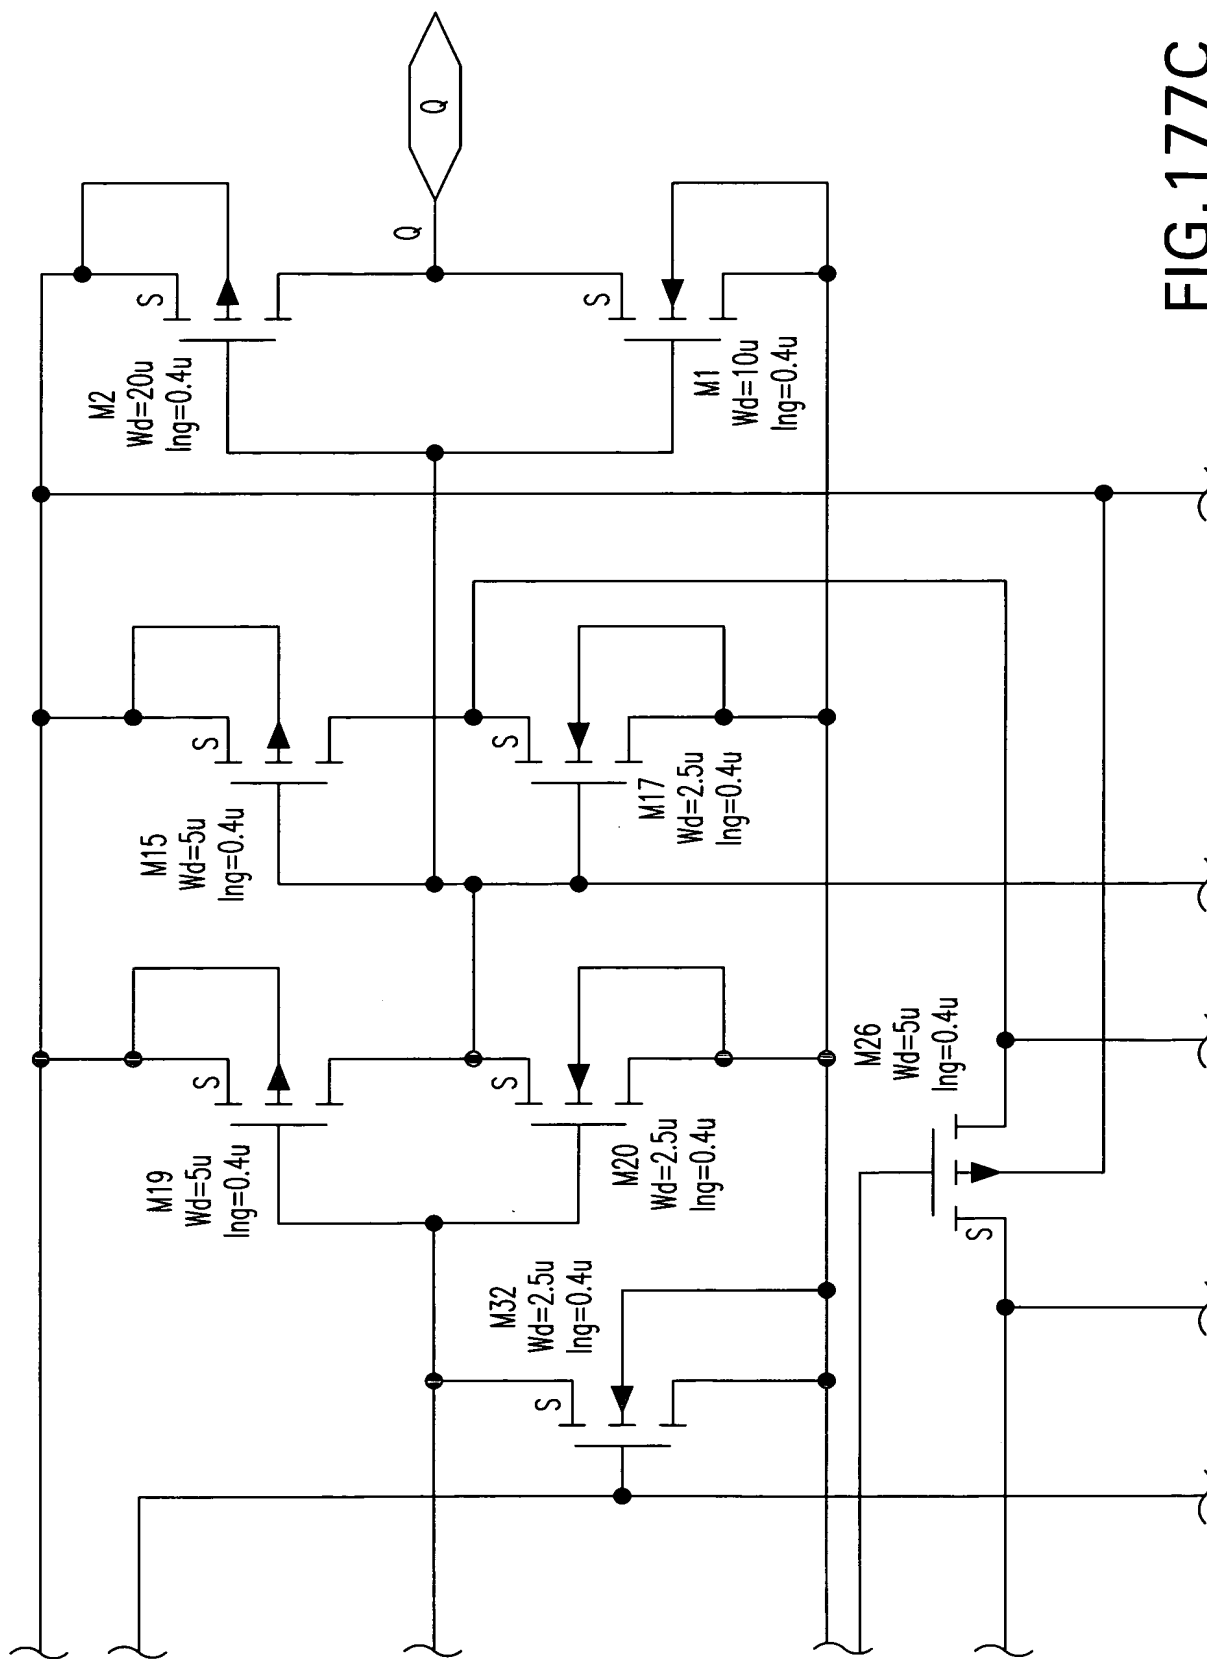 M2
Wd=20u
lng=0.4u
S
Q
Q
S
M1
Wd=10u
lng=0.4u
M15
Wd=5u
lng=0.4u
S
S
M17
Wd=2.5u
lng=0.4u
M19
Wd=5u
lng=0.4u
S
S
M20
Wd=2.5u
lng=0.4u
M32
Wd=2.5u
lng=0.4u
S
M26
Wd=5u
lng=0.4u
S
FIG.177C